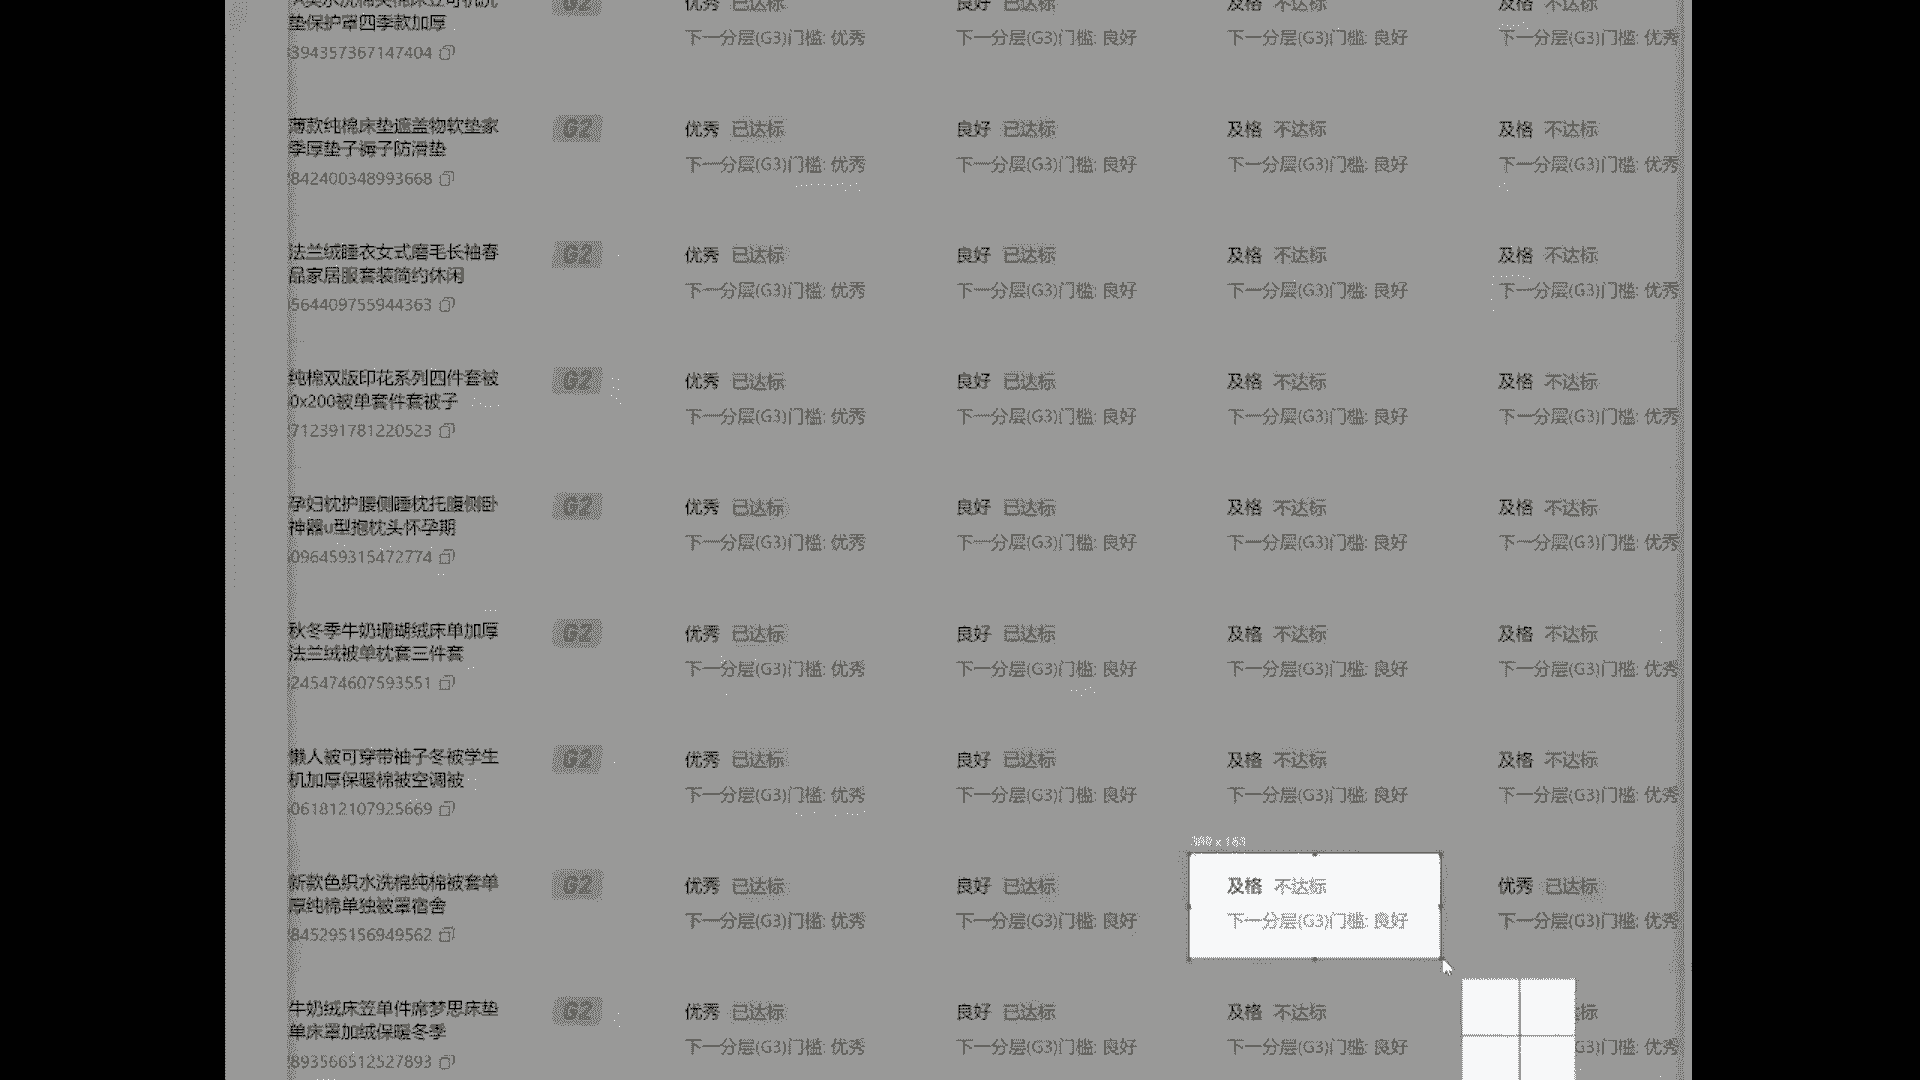 垫保护罩四季款加厚
394357367147404
G2
优秀 已达标
下一分层(G3)门槛: 优秀
良好 已达标
下一分层(G3)门槛: 良好
及格 不达标
下一分层(G3)门槛: 良好
及格 不达标
下一分层(G3)门槛: 优秀
薄款纯棉床垫遮盖物软垫家
季厚垫子褥子防滑垫
842400348993668
G2
优秀 已达标
下一分层(G3)门槛: 优秀
良好 已达标
下一分层(G3)门槛: 良好
及格 不达标
下一分层(G3)门槛: 良好
及格 不达标
下一分层(G3)门槛: 优秀
法兰绒睡衣女式磨毛长袖春
品家居服套装简约休闲
564409755944363
G2
优秀 已达标
下一分层(G3)门槛: 优秀
良好 已达标
下一分层(G3)门槛: 良好
及格 不达标
下一分层(G3)门槛: 良好
及格 不达标
下一分层(G3)门槛: 优秀
纯棉双版印花系列四件套被
0x200被单套件套被子
712391781220523
G2
优秀 已达标
下一分层(G3)门槛: 优秀
良好 已达标
下一分层(G3)门槛: 良好
及格 不达标
下一分层(G3)门槛: 良好
及格 不达标
下一分层(G3)门槛: 优秀
孕妇枕护腰侧睡枕托腹侧卧
神器u型抱枕头怀孕期
096459315472774
G2
优秀 已达标
下一分层(G3)门槛: 优秀
良好 已达标
下一分层(G3)门槛: 良好
及格 不达标
下一分层(G3)门槛: 良好
及格 不达标
下一分层(G3)门槛: 优秀
秋冬季牛奶珊瑚绒床单加厚
法兰绒被单枕套三件套
245474607593551
G2
优秀 已达标
下一分层(G3)门槛: 优秀
良好 已达标
下一分层(G3)门槛: 良好
及格 不达标
下一分层(G3)门槛: 良好
及格 不达标
下一分层(G3)门槛: 优秀
懒人被可穿带袖子冬被学生
机加厚保暖棉被空调被
061812107925669
G2
优秀 已达标
下一分层(G3)门槛: 优秀
良好 已达标
下一分层(G3)门槛: 良好
及格 不达标
下一分层(G3)门槛: 良好
及格 不达标
下一分层(G3)门槛: 优秀
新款色织水洗棉纯棉被套单
厚纯棉单独被罩宿舍
845295156949562
G2
优秀 已达标
下一分层(G3)门槛: 优秀
良好 已达标
下一分层(G3)门槛: 良好
及格 不达标
下一分层(G3)门槛: 良好
优秀 已达标
下一分层(G3)门槛: 优秀
牛奶绒床笠单件席梦思床垫
单床罩加绒保暖冬季
893566512527893
G2
优秀 已达标
下一分层(G3)门槛: 优秀
良好 已达标
下一分层(G3)门槛: 良好
及格 不达标
下一分层(G3)门槛: 良好
标
G3)门槛: 优秀